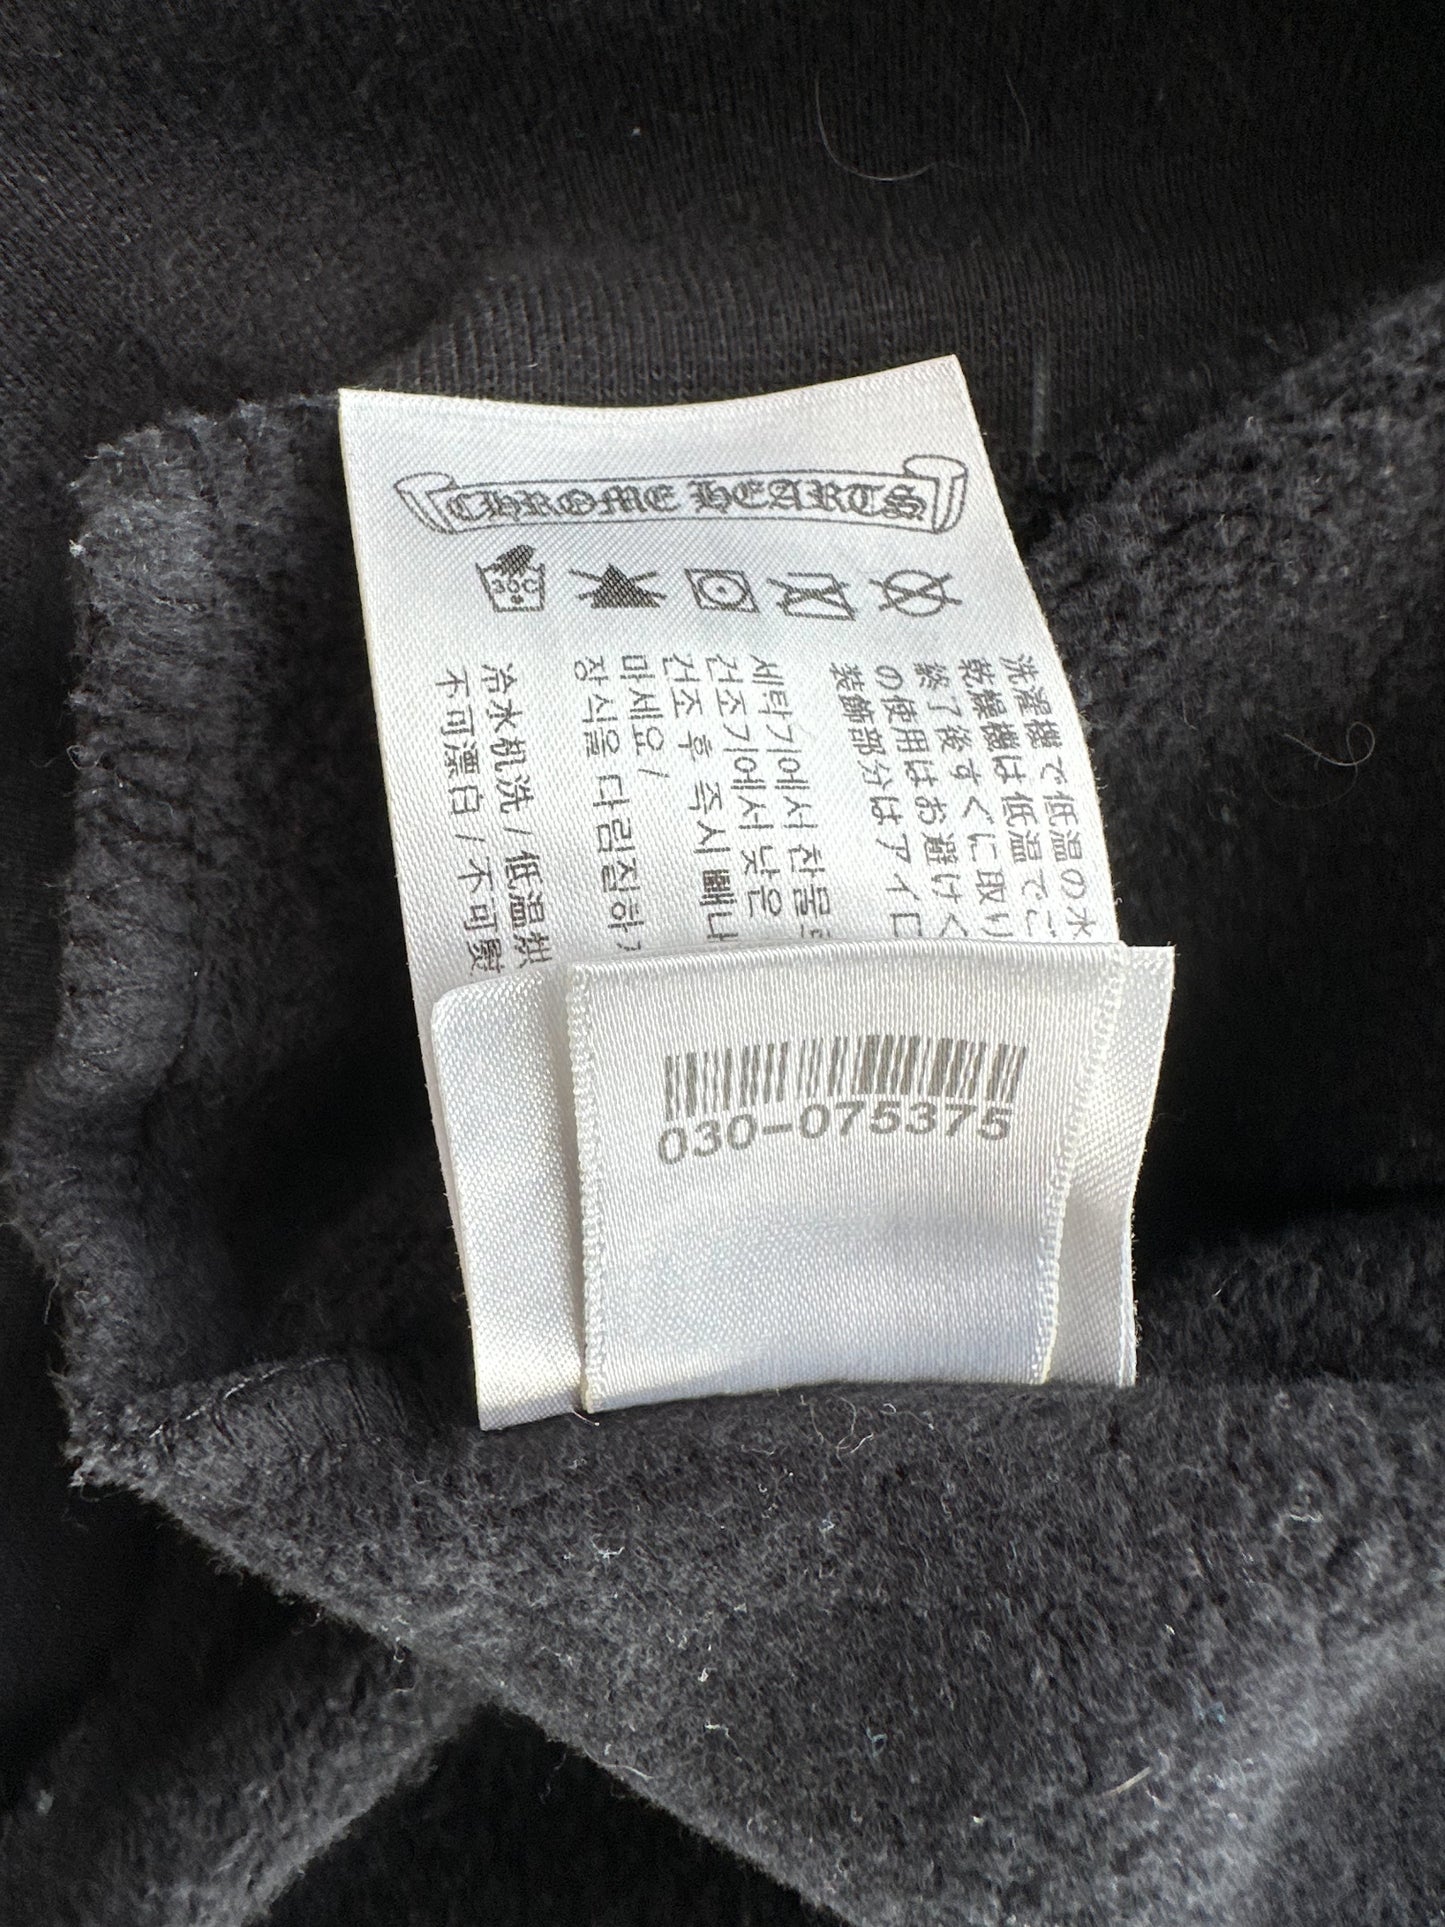 CHROME HEARTS
30C
洗濯機で低温の水
乾燥機は低温でご
終了後すぐに取り
の使用はお避けく
装飾部分はアイロ
세탁기에서 찬물
건조기에서 낮은
건조 후 즉시 빼
마세요 /
장식을 다림질하
冷水机洗 / 低温烘
不可漂白 / 不可熨
030-075375